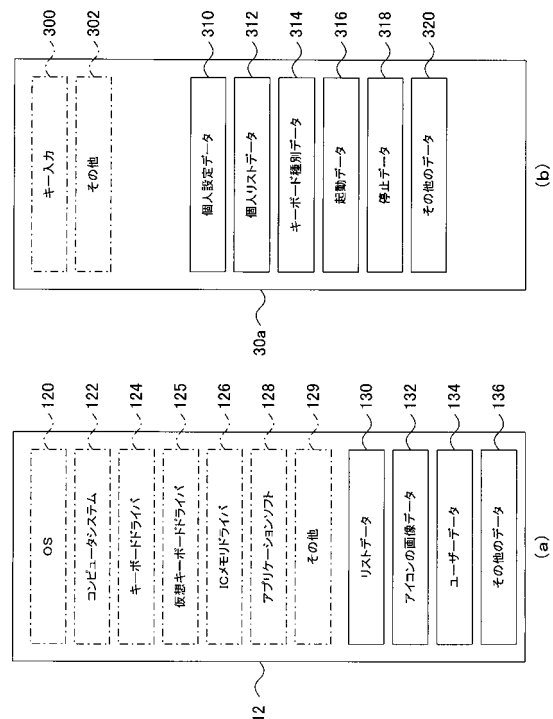 120
OS
122
コンピュータシステム
124
キーボードドライバ
125
仮想キーボードドライバ
126
ICメモリドライバ
128
アプリケーションソフト
129
その他
130
リストデータ
132
アイコンの画像データ
134
ユーザーデータ
136
その他のデータ
12
(a)
300
キー入力
302
その他
310
個人設定データ
312
個人リストデータ
314
キーボード種別データ
316
起動データ
318
停止データ
320
その他のデータ
30a
(b)